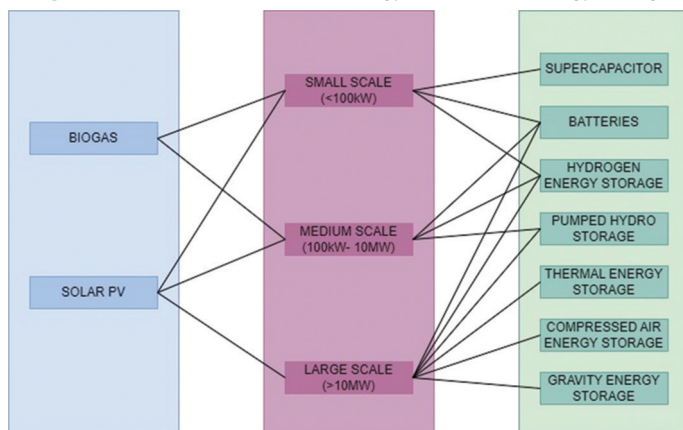 BIOGAS
SOLAR PV
SMALL SCALE
(<100kW)
MEDIUM SCALE
(100kW- 10MW)
LARGE SCALE
(>10MW)
SUPERCAPACITOR
BATTERIES
HYDROGEN
ENERGY STORAGE
PUMPED HYDRO
STORAGE
THERMAL ENERGY
STORAGE
COMPRESSED AIR
ENERGY STORAGE
GRAVITY ENERGY
STORAGE